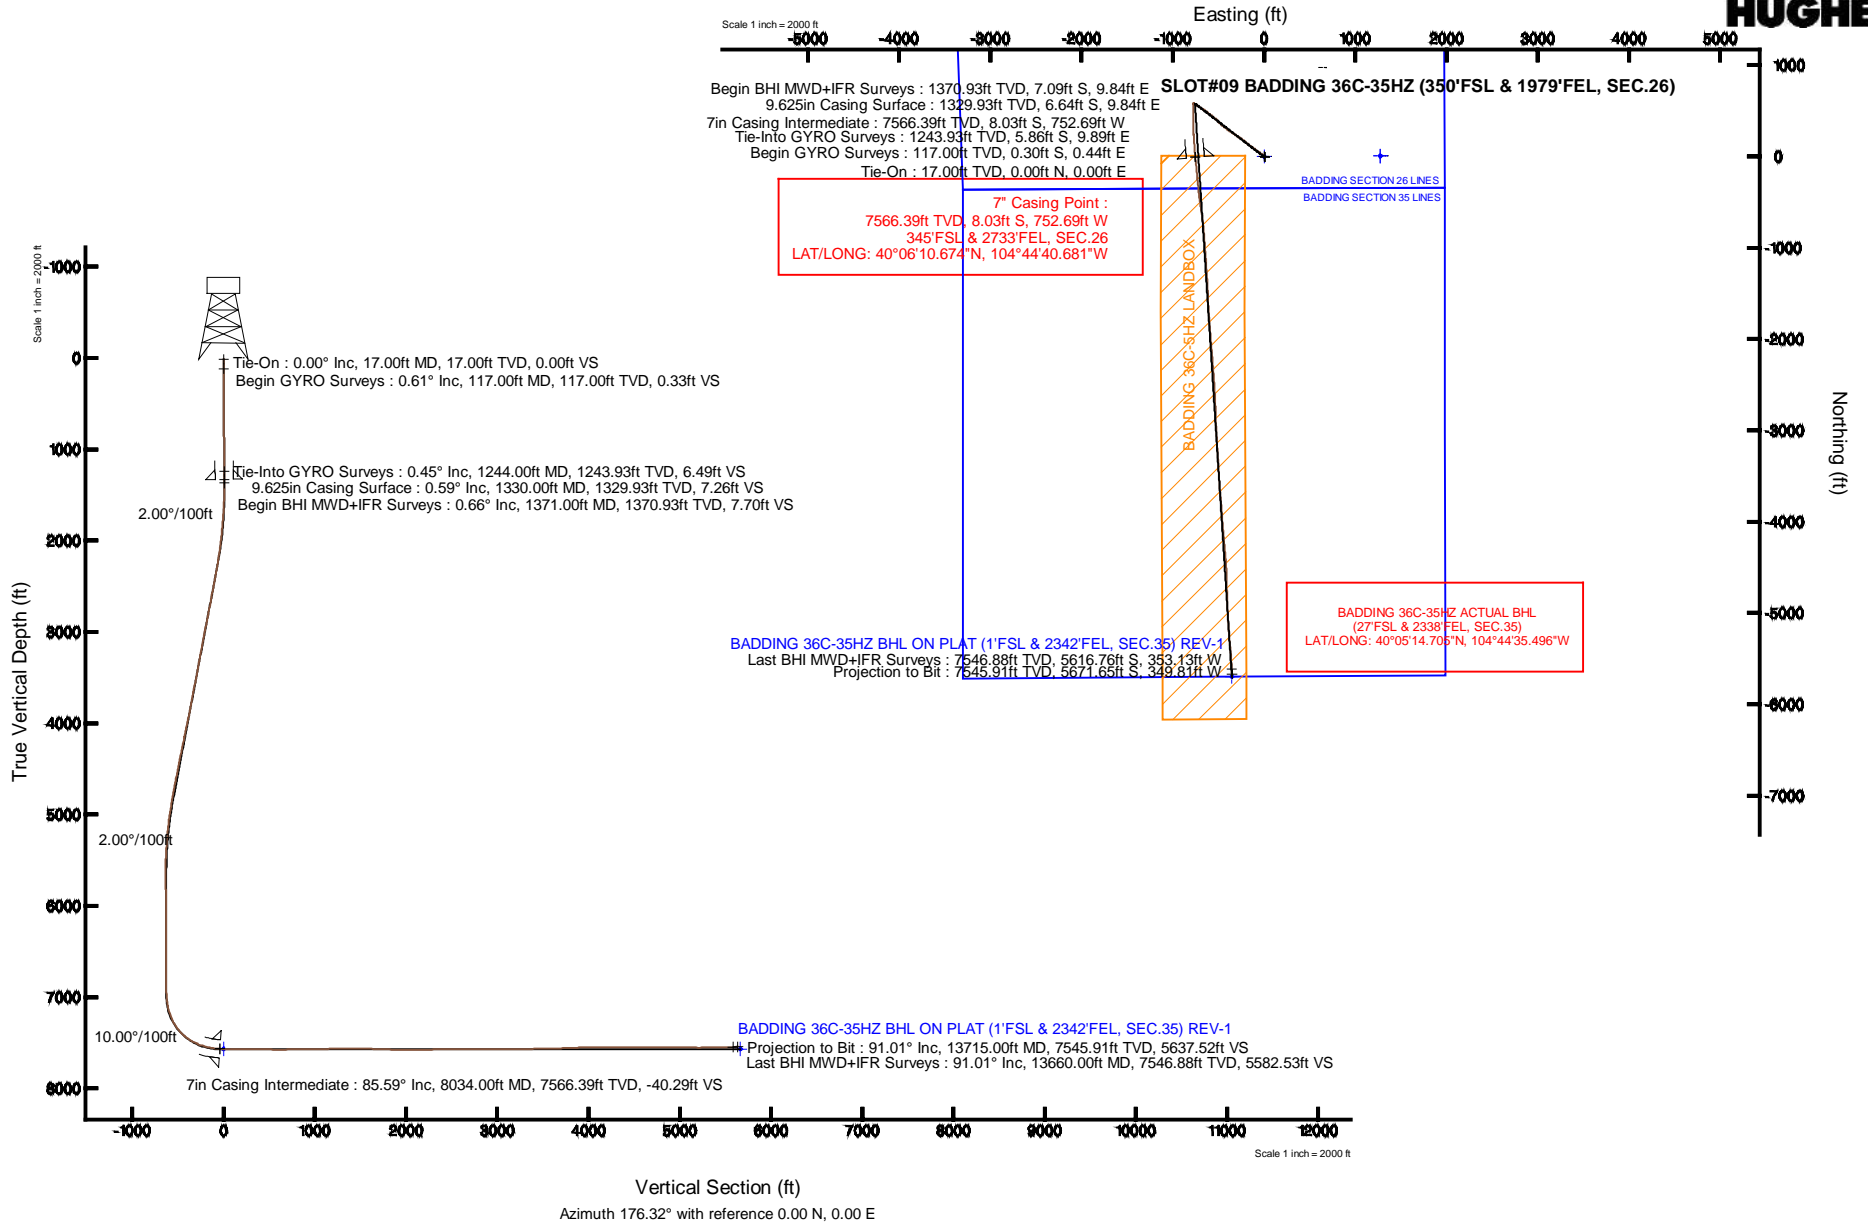 HUGHE
Easting (ft)
Scale 1 inch = 2000 ft
-5000 -4000 -3000 -2000 -1000 0 1000 2000 3000 4000 5000
--
SLOT#09 BADDING 36C-35HZ (350'FSL & 1979'FEL, SEC.26)
Begin BHI MWD+IFR Surveys : 1370.93ft TVD, 7.09ft S, 9.84ft E
9.625in Casing Surface : 1329.93ft TVD, 6.64ft S, 9.84ft E
7in Casing Intermediate : 7566.39ft TVD, 8.03ft S, 752.69ft W
Tie-Into GYRO Surveys : 1243.93ft TVD, 5.86ft S, 9.89ft E
Begin GYRO Surveys : 117.00ft TVD, 0.30ft S, 0.44ft E
Tie-On : 17.00ft TVD, 0.00ft N, 0.00ft E
7" Casing Point :
7566.39ft TVD, 8.03ft S, 752.69ft W
345'FSL & 2733'FEL, SEC.26
LAT/LONG: 40°06'10.674"N, 104°44'40.681"W
BADDING SECTION 26 LINES
BADDING SECTION 35 LINES
BADDING 36C-5HZ LANDBOX
1000
0
-1000
-2000
-3000
-4000
-5000
-6000
-7000
Northing (ft)
BADDING 36C-35HZ ACTUAL BHL
(27'FSL & 2338'FEL, SEC.35)
LAT/LONG: 40°05'14.705"N, 104°44'35.496"W
BADDING 36C-35HZ BHL ON PLAT (1'FSL & 2342'FEL, SEC.35) REV-1
Last BHI MWD+IFR Surveys : 7546.88ft TVD, 5616.76ft S, 353.13ft W
Projection to Bit : 7545.91ft TVD, 5671.65ft S, 349.81ft W
Scale 1 inch = 2000 ft
True Vertical Depth (ft)
-1000
0
1000
2000
3000
4000
5000
6000
7000
8000
Tie-On : 0.00° Inc, 17.00ft MD, 17.00ft TVD, 0.00ft VS
Begin GYRO Surveys : 0.61° Inc, 117.00ft MD, 117.00ft TVD, 0.33ft VS
Tie-Into GYRO Surveys : 0.45° Inc, 1244.00ft MD, 1243.93ft TVD, 6.49ft VS
9.625in Casing Surface : 0.59° Inc, 1330.00ft MD, 1329.93ft TVD, 7.26ft VS
Begin BHI MWD+IFR Surveys : 0.66° Inc, 1371.00ft MD, 1370.93ft TVD, 7.70ft VS
2.00°/100ft
2.00°/100ft
10.00°/100ft
BADDING 36C-35HZ BHL ON PLAT (1'FSL & 2342'FEL, SEC.35) REV-1
Projection to Bit : 91.01° Inc, 13715.00ft MD, 7545.91ft TVD, 5637.52ft VS
Last BHI MWD+IFR Surveys : 91.01° Inc, 13660.00ft MD, 7546.88ft TVD, 5582.53ft VS
7in Casing Intermediate : 85.59° Inc, 8034.00ft MD, 7566.39ft TVD, -40.29ft VS
-1000 0 1000 2000 3000 4000 5000 6000 7000 8000 9000 10000 11000 12000
Scale 1 inch = 2000 ft
Vertical Section (ft)
Azimuth 176.32° with reference 0.00 N, 0.00 E